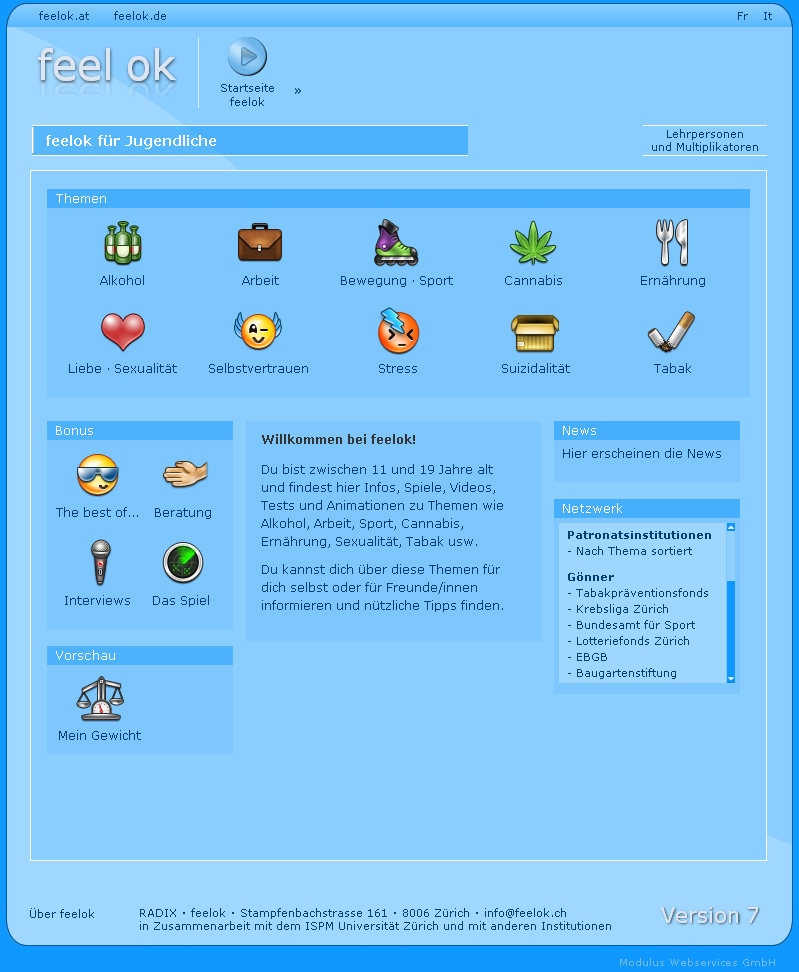 feelok.at feelok.de Fr It
feel ok
Startseite
feelok
»
feelok für Jugendliche
Lehrpersonen
und Multiplikatoren
Themen
Alkohol Arbeit Bewegung · Sport Cannabis Ernährung
Liebe · Sexualität Selbstvertrauen Stress Suizidalität Tabak
Bonus
The best of... Beratung
Interviews Das Spiel
Vorschau
Mein Gewicht
Willkommen bei feelok!
Du bist zwischen 11 und 19 Jahre alt
und findest hier Infos, Spiele, Videos,
Tests und Animationen zu Themen wie
Alkohol, Arbeit, Sport, Cannabis,
Ernährung, Sexualität, Tabak usw.
Du kannst dich über diese Themen für
dich selbst oder für Freunde/innen
informieren und nützliche Tipps finden.
News
Hier erscheinen die News
Netzwerk
Patronatsinstitutionen
- Nach Thema sortiert
Gönner
- Tabakpräventionsfonds
- Krebsliga Zürich
- Bundesamt für Sport
- Lotteriefonds Zürich
- EBGB
- Baugartenstiftung
Über feelok
RADIX · feelok · Stampfenbachstrasse 161 · 8006 Zürich · info@feelok.ch
in Zusammenarbeit mit dem ISPM Universität Zürich und mit anderen Institutionen
Version 7
Modulus Webservices GmbH